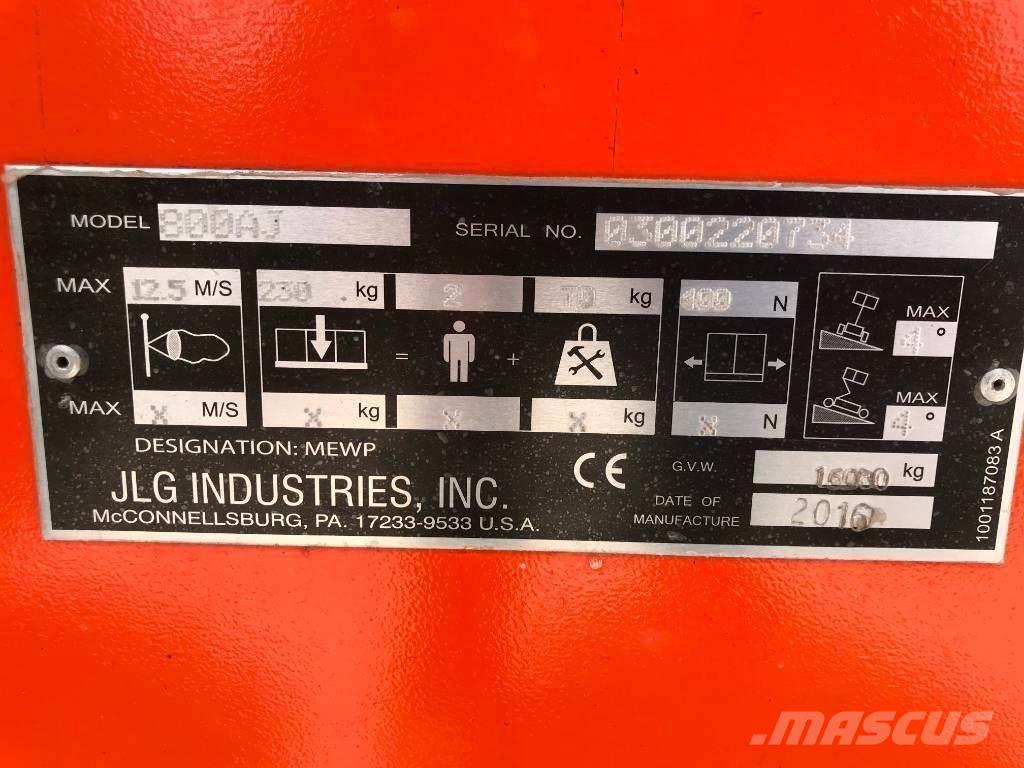 MODEL 800AJ SERIAL NO. 0300220734
MAX 12.5 M/S 230 kg 2 70 kg 400 N
MAX 4°
= +
MAX X M/S X kg X X kg X N
MAX 4°
DESIGNATION: MEWP
CE
G.V.W. 16080 kg
JLG INDUSTRIES, INC.
McCONNELLSBURG, PA. 17233-9533 U.S.A.
DATE OF
MANUFACTURE 2016
1001187083 A
MASCUS